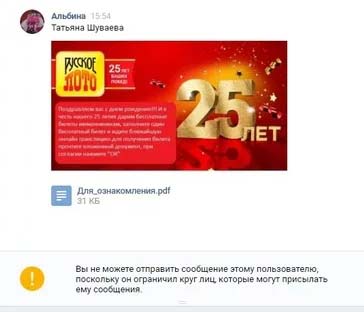 Альбина 15:54
Татьяна Шуваева
РУССКОЕ
ЛОТО
25 ЛЕТ
ВАШИХ
ПОБЕД!
Поздравляем вас с днем рождения!!!! И в
честь нашего 25 летия дарим бесплатные
билеты именинникам, заполните один
бесплатный билет и ждите ближайшую
онлайн трансляцию для получения билета
прочтите вложенный документ, при
согласии нажмите "ОК"
25
ЛЕТ
Для_ознакомления.pdf
31 КБ
Вы не можете отправить сообщение этому пользователю,
поскольку он ограничил круг лиц, которые могут присылать
ему сообщения.